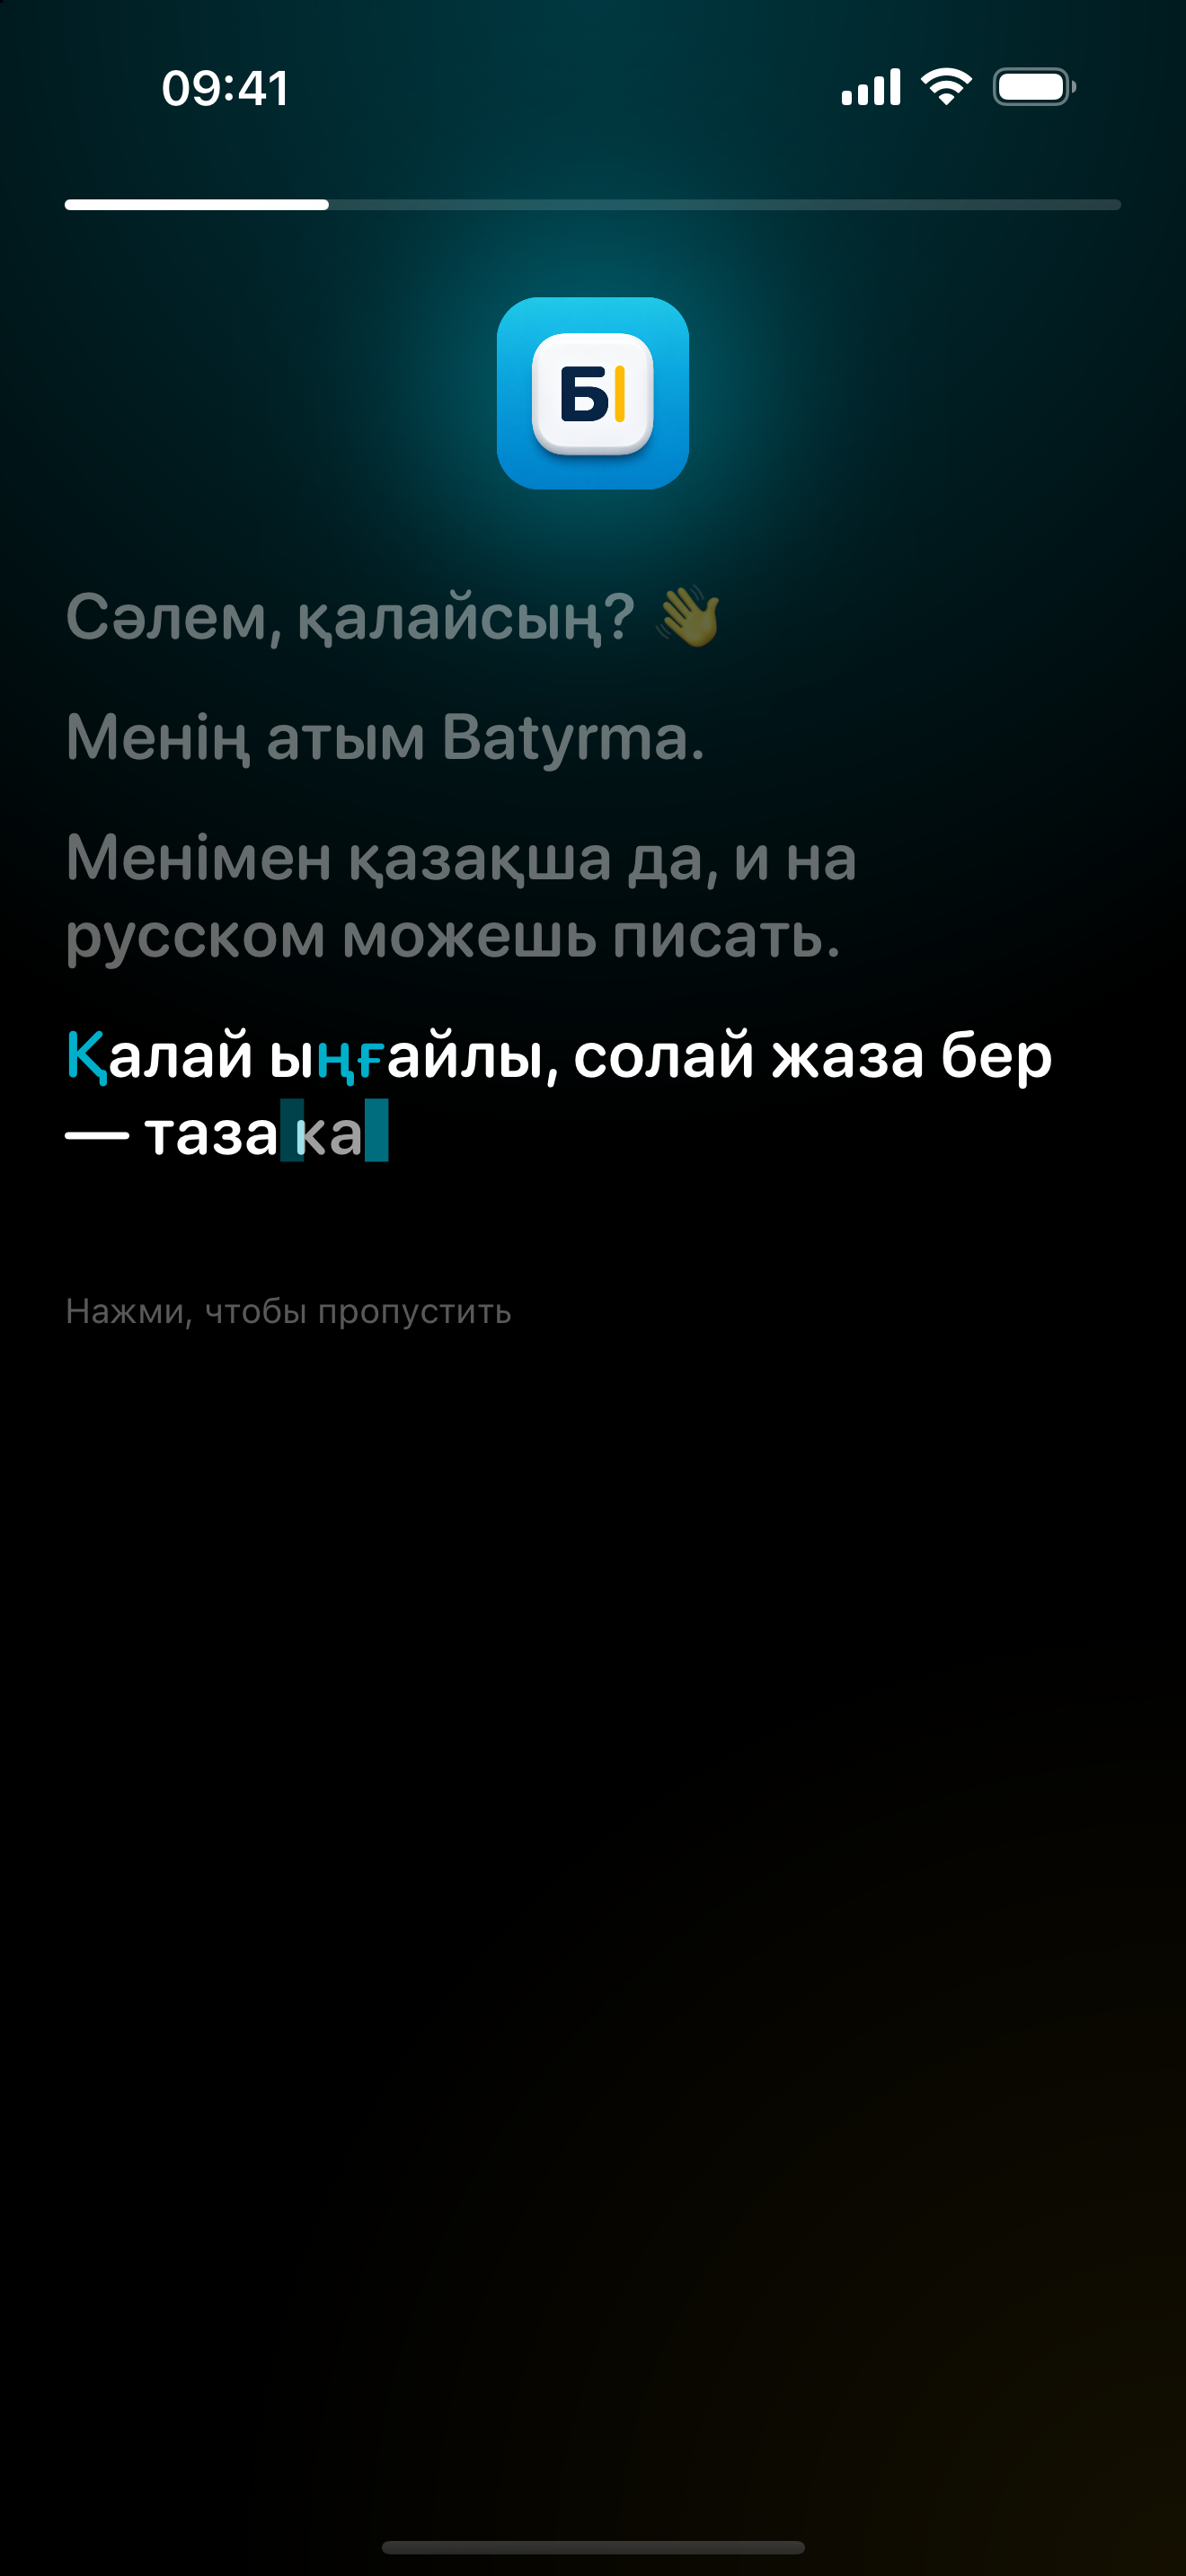 09:41
Б|
Сәлем, қалайсың? 👋
Менің атым Batyrma.
Менімен қазақша да, и на
русском можешь писать.
Қалай ыңғайлы, солай жаза бер
— таза ка
Нажми, чтобы пропустить